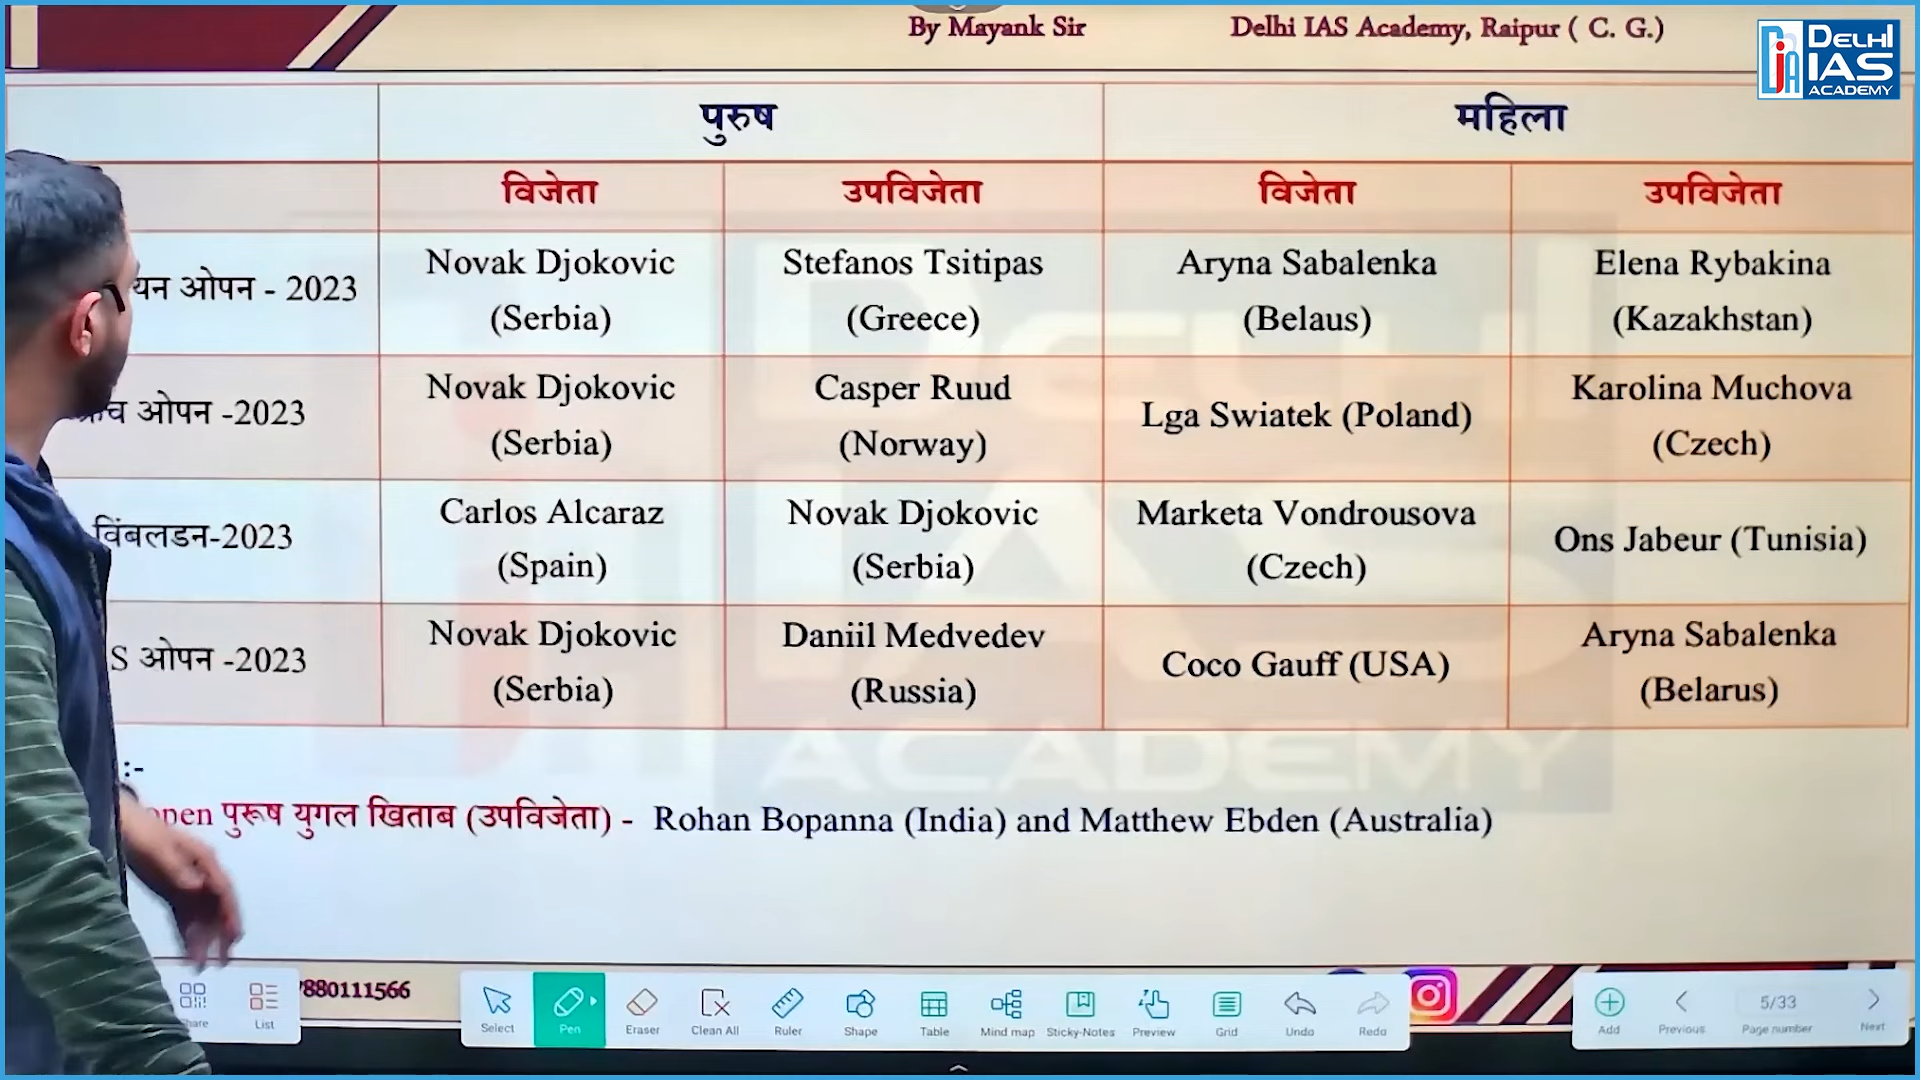 By Mayank Sir
Delhi IAS Academy, Raipur ( C. G.)
DELHI
IAS
ACADEMY
पुरुष
महिला
विजेता
उपविजेता
विजेता
उपविजेता
यन ओपन - 2023
Novak Djokovic
(Serbia)
Stefanos Tsitipas
(Greece)
Aryna Sabalenka
(Belaus)
Elena Rybakina
(Kazakhstan)
ओपन -2023
Novak Djokovic
(Serbia)
Casper Ruud
(Norway)
Lga Swiatek (Poland)
Karolina Muchova
(Czech)
विंबलडन-2023
Carlos Alcaraz
(Spain)
Novak Djokovic
(Serbia)
Marketa Vondrousova
(Czech)
Ons Jabeur (Tunisia)
S ओपन -2023
Novak Djokovic
(Serbia)
Daniil Medvedev
(Russia)
Coco Gauff (USA)
Aryna Sabalenka
(Belarus)
:-
पुरूष युगल खिताब (उपविजेता) - Rohan Bopanna (India) and Matthew Ebden (Australia)
DELHI
IAS
ACADEMY
880111566
List
Select
Pen
Eraser
Clean All
Ruler
Shape
Table
Mind map
Sticky-Notes
Preview
Grid
Undo
Redo
Add
Previous
5/33
Page number
Next